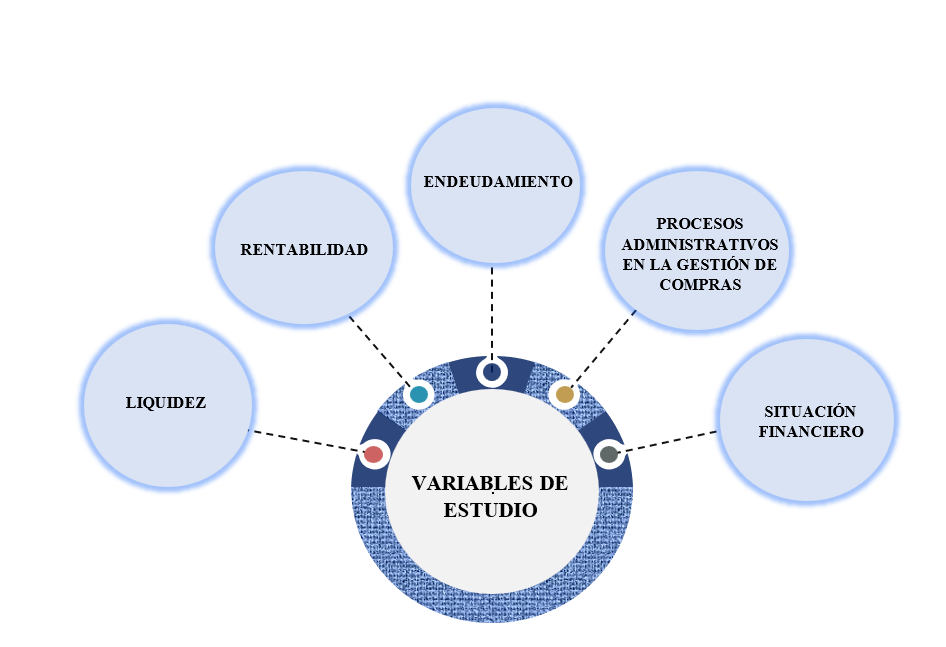 ENDEUDAMIENTO
RENTABILIDAD
PROCESOS
ADMINISTRATIVOS
EN LA GESTIÓN DE
COMPRAS
LIQUIDEZ
SITUACIÓN
FINANCIERO
VARIABLES DE
ESTUDIO